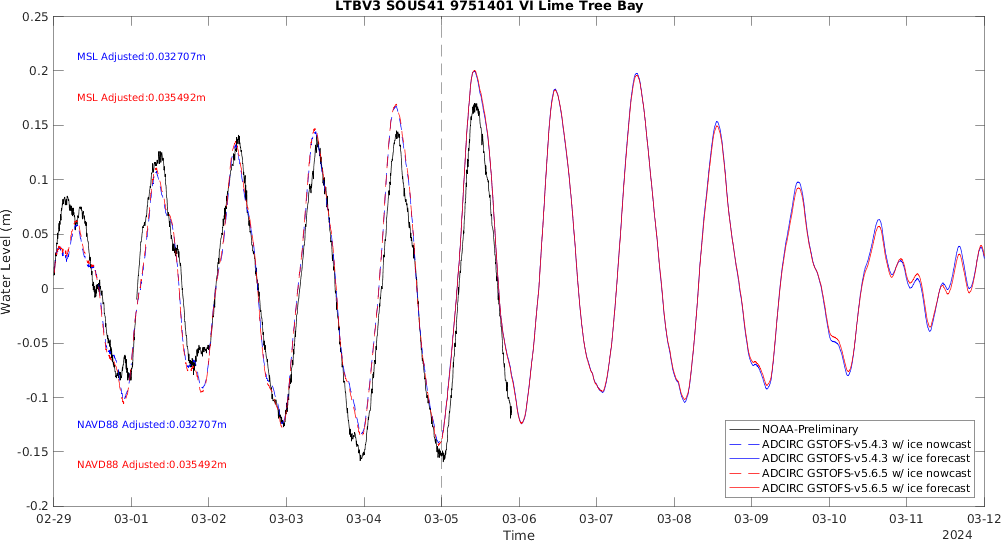 LTBV3 SOUS41 9751401 VI Lime Tree Bay
0.25
0.2
0.15
0.1
0.05
0
-0.05
-0.1
-0.15
-0.2
Water Level (m)
MSL Adjusted:0.032707m
MSL Adjusted:0.035492m
NAVD88 Adjusted:0.032707m
NAVD88 Adjusted:0.035492m
NOAA-Preliminary
ADCIRC GSTOFS-v5.4.3 w/ ice nowcast
ADCIRC GSTOFS-v5.4.3 w/ ice forecast
ADCIRC GSTOFS-v5.6.5 w/ ice nowcast
ADCIRC GSTOFS-v5.6.5 w/ ice forecast
02-29 03-01 03-02 03-03 03-04 03-05 03-06 03-07 03-08 03-09 03-10 03-11 03-12
Time
2024